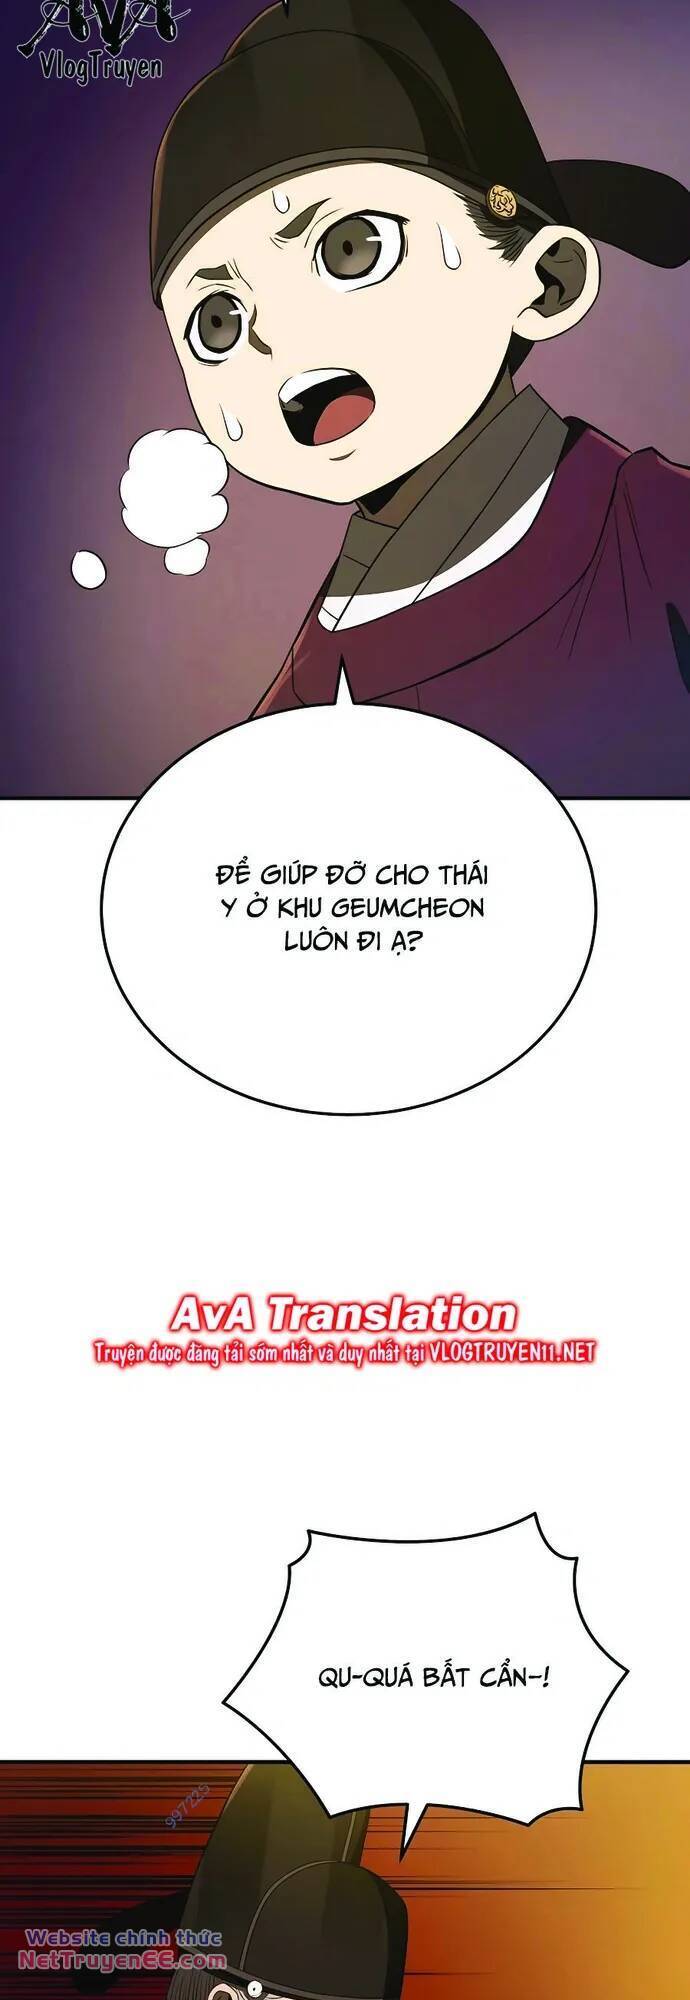 AVA
VlogTruyen
ĐỂ GIÚP ĐỠ CHO THÁI
Y Ở KHU GEUMCHEON
LUÔN ĐI Ạ?
AvA Translation
Truyện được đăng tải sớm nhất và duy nhất tại VLOGTRUYEN11.NET
QU-QUÁ BẤT CẨN-!
997225
Website chính thức
NetTruyenEE.com